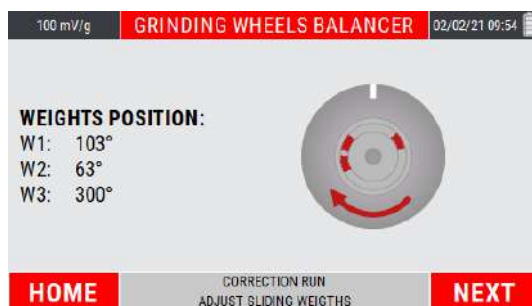 100 mV/g
GRINDING WHEELS BALANCER
02/02/21 09:54
WEIGHTS POSITION:
W1: 103°
W2: 63°
W3: 300°
HOME
CORRECTION RUN
ADJUST SLIDING WEIGTHS
NEXT